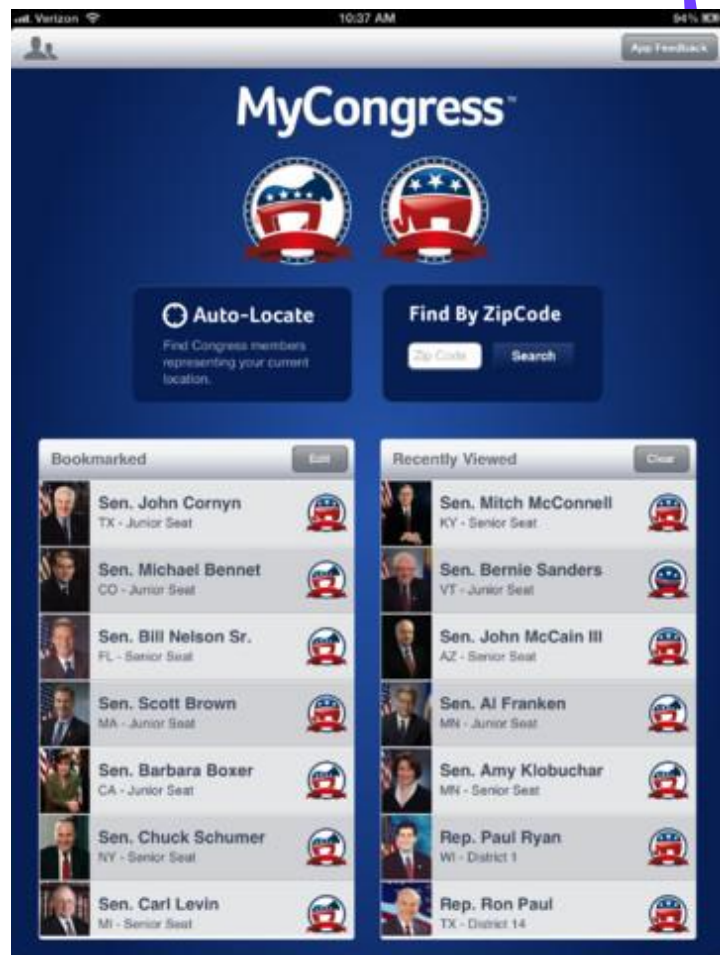 Verizon 10:37 AM 94%
App Feedback
MyCongress™
Auto-Locate
Find Congress members
representing your current
location.
Find By ZipCode
Zip Code Search
Bookmarked Edit
Sen. John Cornyn
TX - Junior Seat
Sen. Michael Bennet
CO - Junior Seat
Sen. Bill Nelson Sr.
FL - Senior Seat
Sen. Scott Brown
MA - Junior Seat
Sen. Barbara Boxer
CA - Junior Seat
Sen. Chuck Schumer
NY - Senior Seat
Sen. Carl Levin
MI - Senior Seat
Recently Viewed Clear
Sen. Mitch McConnell
KY - Senior Seat
Sen. Bernie Sanders
VT - Junior Seat
Sen. John McCain III
AZ - Senior Seat
Sen. Al Franken
MN - Junior Seat
Sen. Amy Klobuchar
MN - Senior Seat
Rep. Paul Ryan
WI - District 1
Rep. Ron Paul
TX - District 14